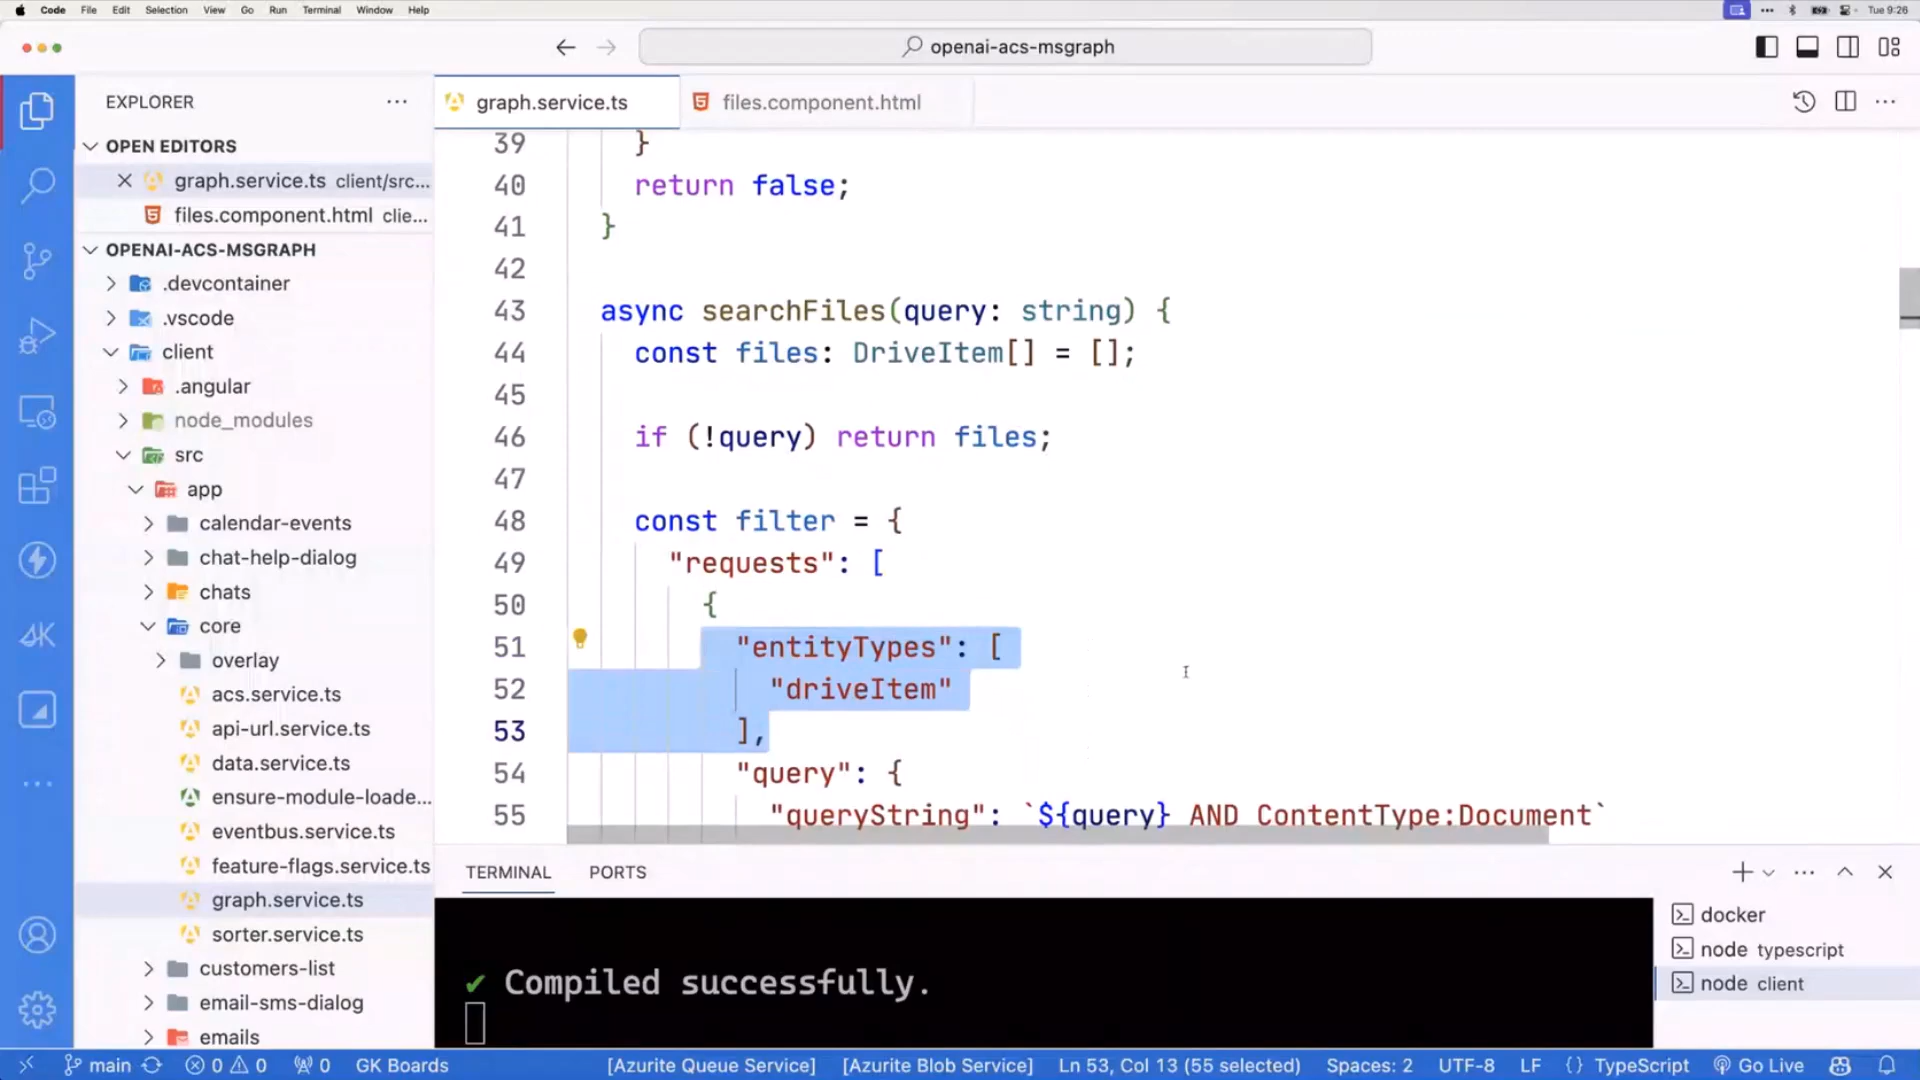 Code File Edit Selection View Go Run Terminal Window Help
Tue 9:26
openai-acs-msgraph
EXPLORER
graph.service.ts
files.component.html
OPEN EDITORS
graph.service.ts client/src...
files.component.html clie...
OPENAI-ACS-MSGRAPH
.devcontainer
.vscode
client
.angular
node_modules
src
app
calendar-events
chat-help-dialog
chats
core
overlay
acs.service.ts
api-url.service.ts
data.service.ts
ensure-module-loade...
eventbus.service.ts
feature-flags.service.ts
graph.service.ts
sorter.service.ts
customers-list
email-sms-dialog
emails
39 }
40 return false;
41 }
42
43 async searchFiles(query: string) {
44 const files: DriveItem[] = [];
45
46 if (!query) return files;
47
48 const filter = {
49 "requests": [
50 {
51 "entityTypes": [
52 "driveItem"
53 ],
54 "query": {
55 "queryString": `${query} AND ContentType:Document`
TERMINAL PORTS
✔ Compiled successfully.
docker
node typescript
node client
main 0 0 0 GK Boards [Azurite Queue Service] [Azurite Blob Service] Ln 53, Col 13 (55 selected) Spaces: 2 UTF-8 LF {} TypeScript Go Live